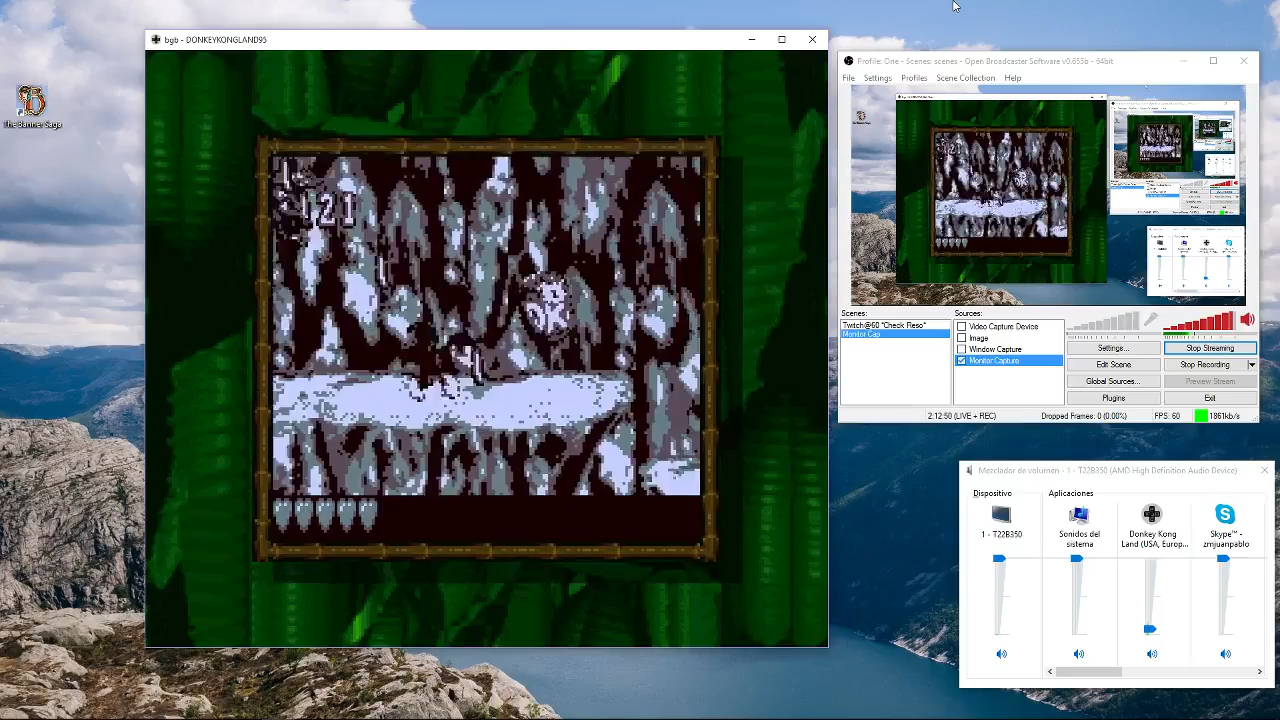 bgb - DONKEYKONGLAND95
The Banner Saga
421
Profile: One - Scenes: scenes - Open Broadcaster Software v0.655b - 64bit
File Settings Profiles Scene Collection Help
Scenes:
Sources:
Twitch@60 "Check Reso"
Monitor Cap
Video Capture Device
Image
Window Capture
Monitor Capture
Settings...
Stop Streaming
Edit Scene
Stop Recording
Global Sources...
Preview Stream
Plugins
Exit
2:12:50 (LIVE + REC)
Dropped Frames: 0 (0.00%)
FPS: 60
1861kb/s
Mezclador de volumen - 1 - T22B350 (AMD High Definition Audio Device)
Dispositivo
Aplicaciones
1 - T22B350
Sonidos del
sistema
Donkey Kong
Land (USA, Europ...
Skype™ -
zmjuanpablo